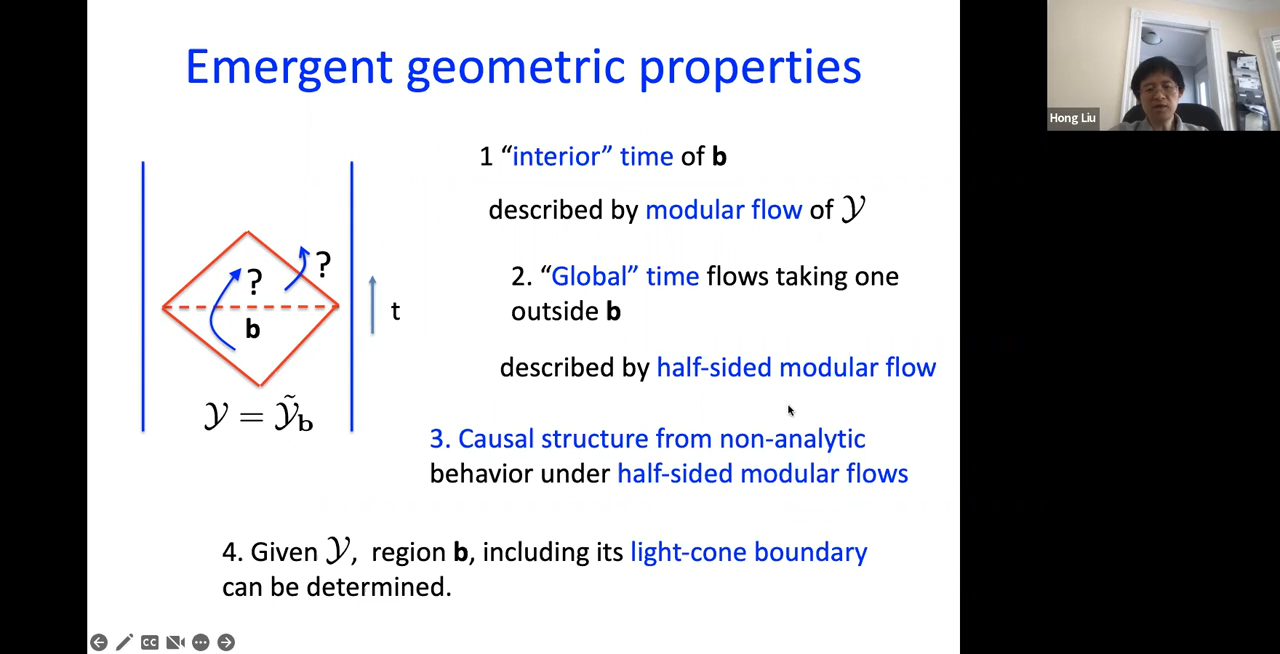 Emergent geometric properties
Hong Liu
1 “interior” time of b
described by modular flow of 𝒴
2. “Global” time flows taking one
outside b
described by half-sided modular flow
3. Causal structure from non-analytic
behavior under half-sided modular flows
?
?
b
t
𝒴 = 𝒴̃_b
4. Given 𝒴, region b, including its light-cone boundary
can be determined.
CC